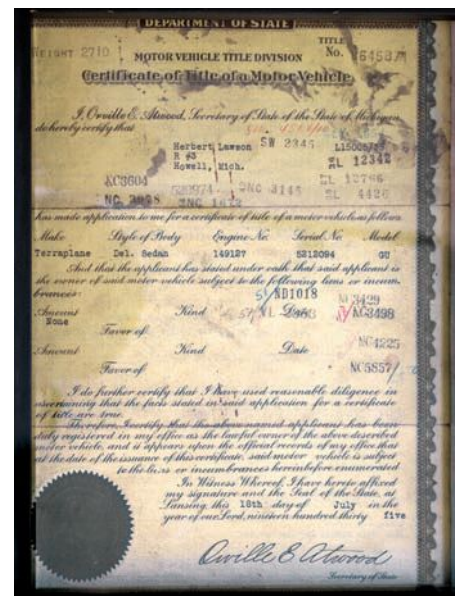 DEPARTMENT OF STATE
WEIGHT 2710
TITLE
MOTOR VEHICLE TITLE DIVISION No.
Certificate of Title of a Motor Vehicle
I, Orville E. Atwood, Secretary of State of the State of Michigan,
do hereby certify that
Herbert Lawson SW 2345
R #3 SL 12342
Howell, Mich.
KC3604
SL 4426
has made application to me for a certificate of title of a motor vehicle as follows
Make Style of Body Engine No. Serial No. Model
Terraplane Del. Sedan 149127 5212094 GU
And that the applicant has stated under oath that said applicant is
the owner of said motor vehicle subject to the following liens or incum-
brances:
ND1018 NC3429
Amount Kind Date NG3498
None
Favor of
NC4225
Amount Kind Date
Favor of NC5857
I do further certify that I have used reasonable diligence in
ascertaining that the facts stated in said application for a certificate
of title are true.
Therefore, I certify that the above named applicant has been
duly registered in my office as the lawful owner of the above described
motor vehicle, and it appears upon the official records of my office that
at the date of the issuance of this certificate, said motor vehicle is subject
to the liens or incumbrances hereinbefore enumerated
In Witness Whereof, I have hereto affixed
my signature and the Seal of the State, at
Lansing, this 18th day of July in the
year of our Lord, nineteen hundred thirty five
Orville E Atwood
Secretary of State